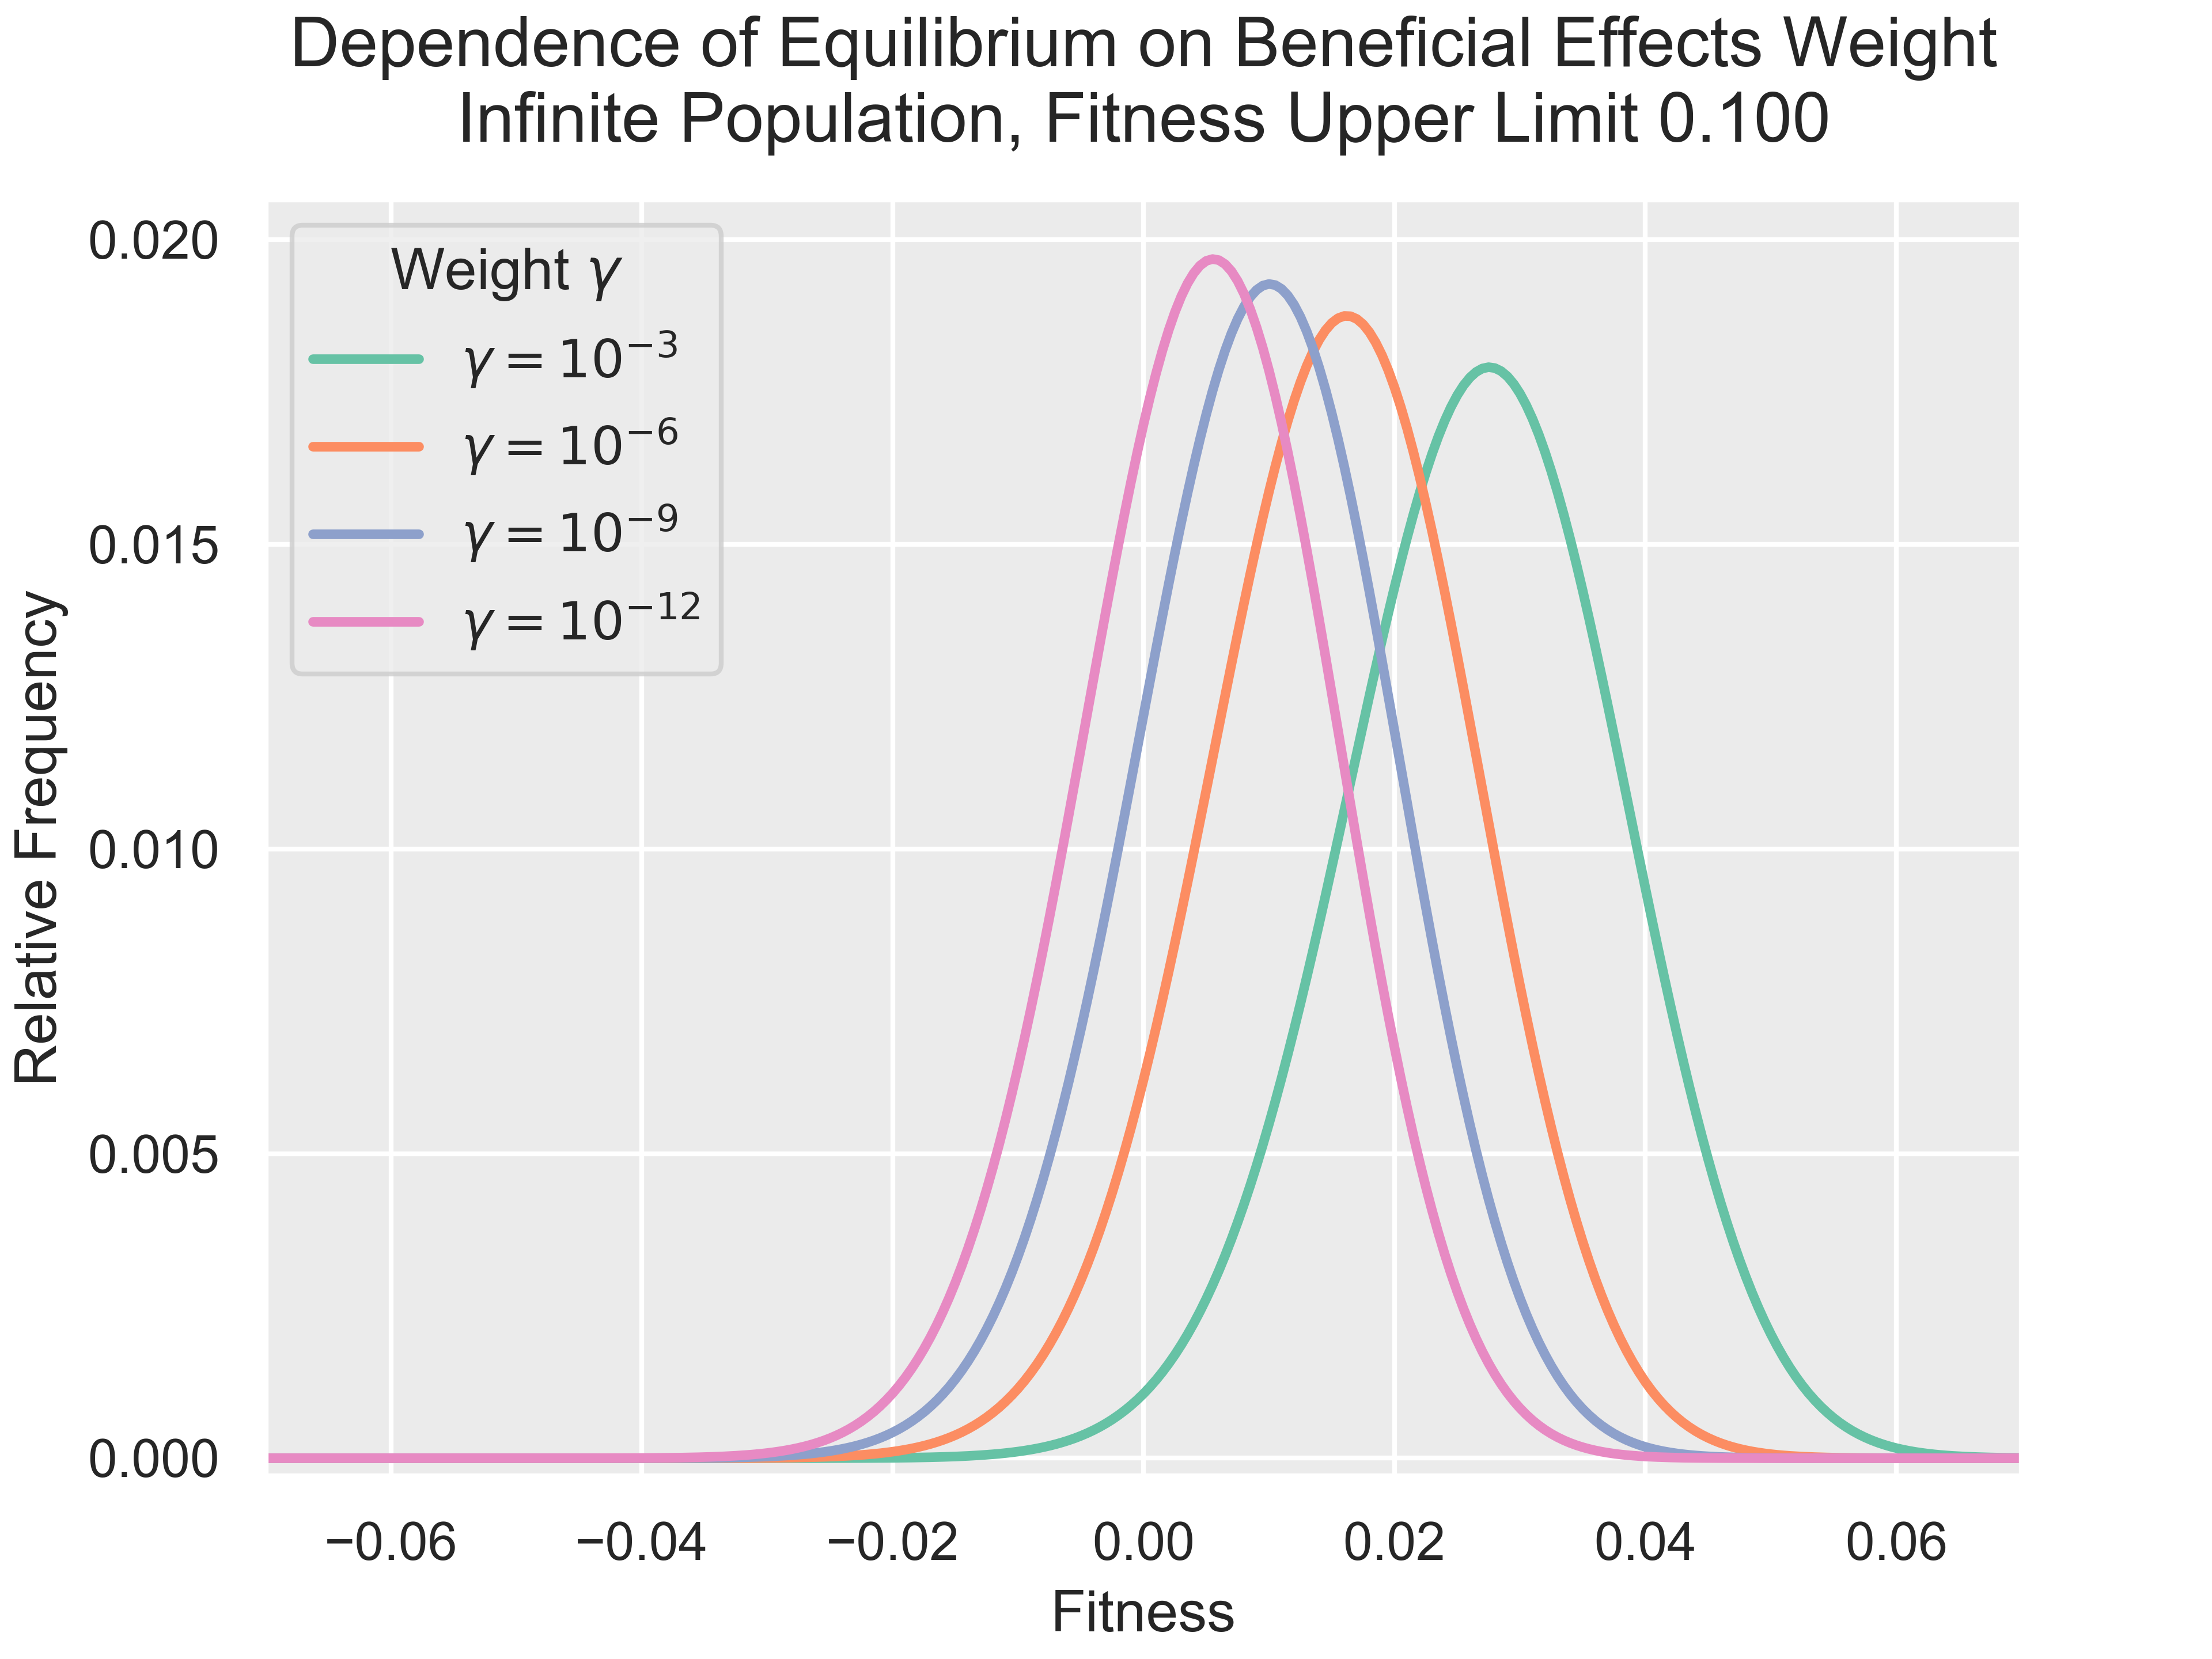 Dependence of Equilibrium on Beneficial Effects Weight
Infinite Population, Fitness Upper Limit 0.100
Weight γ
γ = 10⁻³
γ = 10⁻⁶
γ = 10⁻⁹
γ = 10⁻¹²
Relative Frequency
0.020
0.015
0.010
0.005
0.000
−0.06 −0.04 −0.02 0.00 0.02 0.04 0.06
Fitness